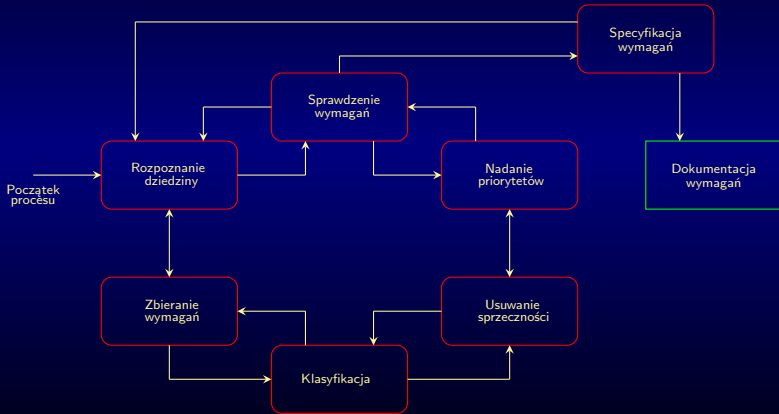 Specyfikacja
wymagań
Sprawdzenie
wymagań
Rozpoznanie
dziedziny
Nadanie
priorytetów
Dokumentacja
wymagań
Początek
procesu
Zbieranie
wymagań
Usuwanie
sprzeczności
Klasyfikacja